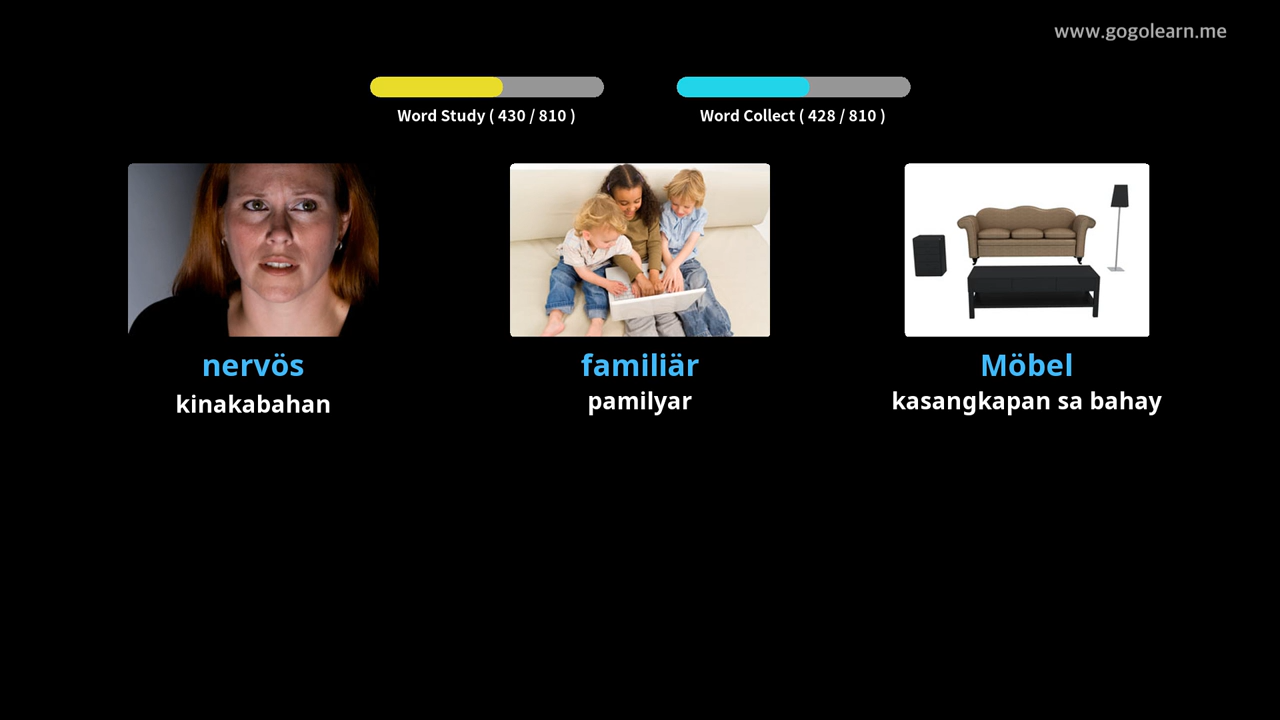 www.gogolearn.me
Word Study ( 430 / 810 )
Word Collect ( 428 / 810 )
nervös
kinakabahan
familiär
pamilyar
Möbel
kasangkapan sa bahay